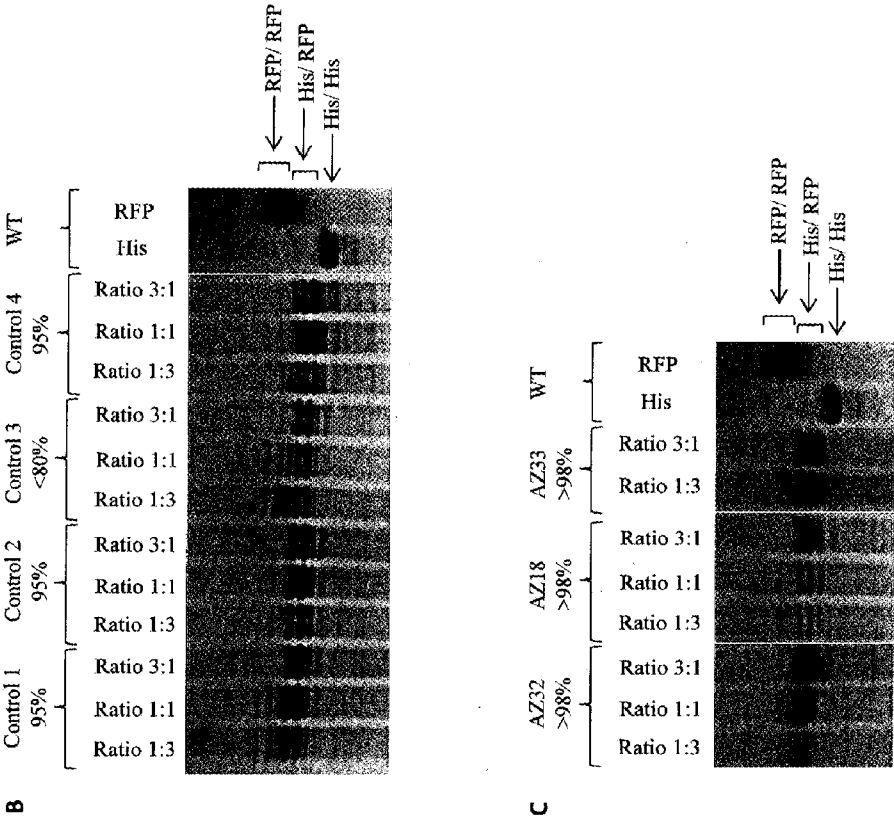 B
Control 1
95%
Control 2
95%
Control 3
<80%
Control 4
95%
WT
Ratio 1:3
Ratio 1:1
Ratio 3:1
Ratio 1:3
Ratio 1:1
Ratio 3:1
Ratio 1:3
Ratio 1:1
Ratio 3:1
Ratio 1:3
Ratio 1:1
Ratio 3:1
His
RFP
RFP/ RFP
His/ RFP
His/ His
C
AZ32
>98%
AZ18
>98%
AZ33
>98%
WT
Ratio 1:3
Ratio 1:1
Ratio 3:1
Ratio 1:3
Ratio 1:1
Ratio 3:1
Ratio 1:3
Ratio 3:1
His
RFP
RFP/ RFP
His/ RFP
His/ His